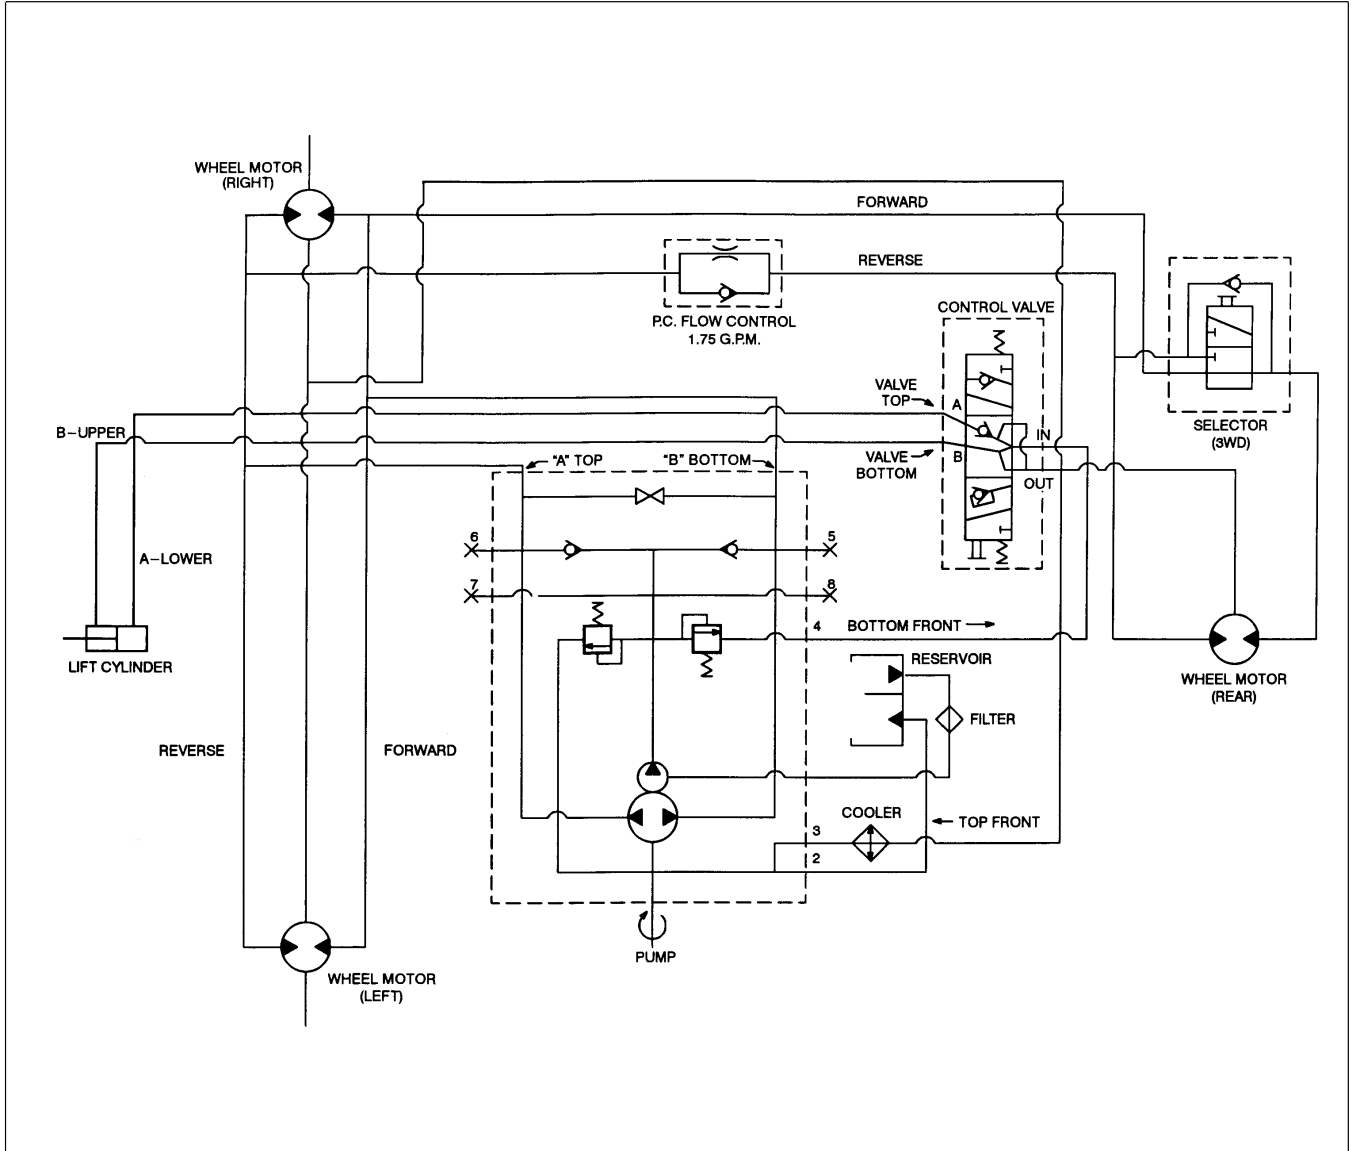 WHEEL MOTOR
(RIGHT)
FORWARD
REVERSE
P.C. FLOW CONTROL
1.75 G.P.M.
CONTROL VALVE
VALVE
TOP
A
B-UPPER
IN
SELECTOR
(3WD)
"A" TOP
"B" BOTTOM
VALVE
BOTTOM
B
OUT
6
5
A-LOWER
7
8
4
BOTTOM FRONT
LIFT CYLINDER
RESERVOIR
WHEEL MOTOR
(REAR)
FILTER
REVERSE
FORWARD
COOLER
3
TOP FRONT
2
PUMP
WHEEL MOTOR
(LEFT)